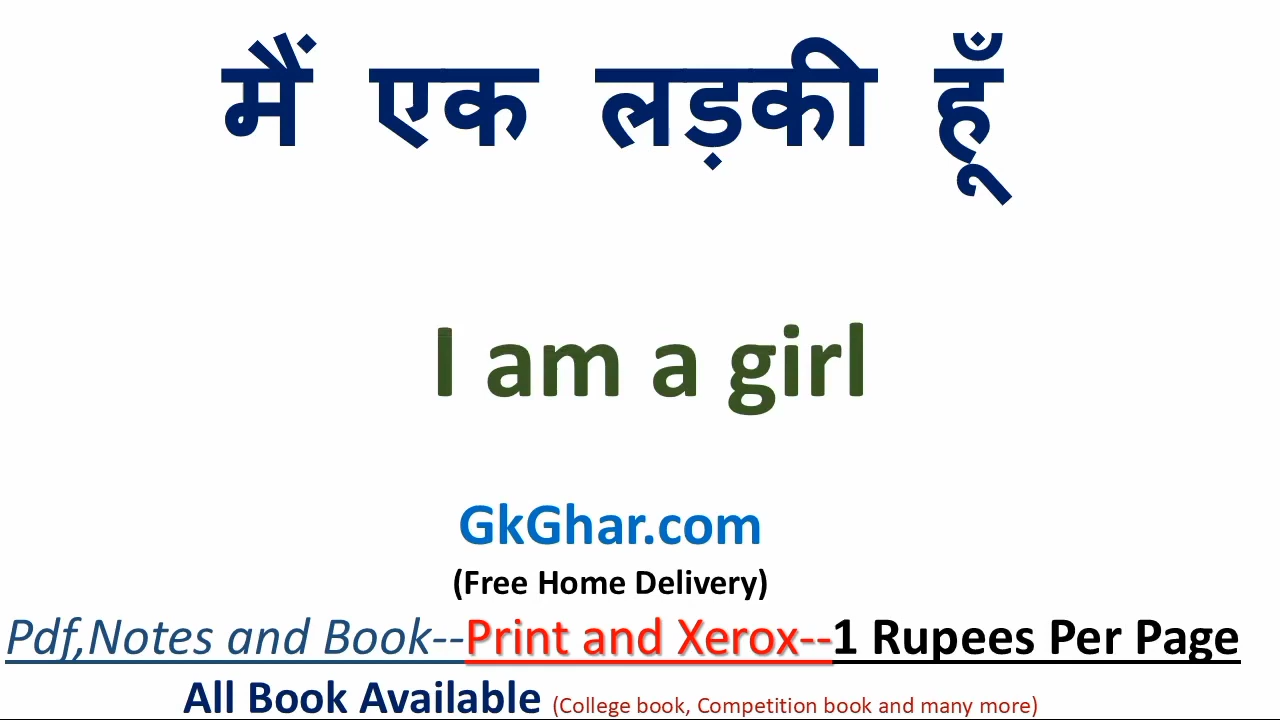 मैं एक लड़की हूँ
I am a girl
GkGhar.com
(Free Home Delivery)
Pdf,Notes and Book--Print and Xerox--1 Rupees Per Page
All Book Available (College book, Competition book and many more)